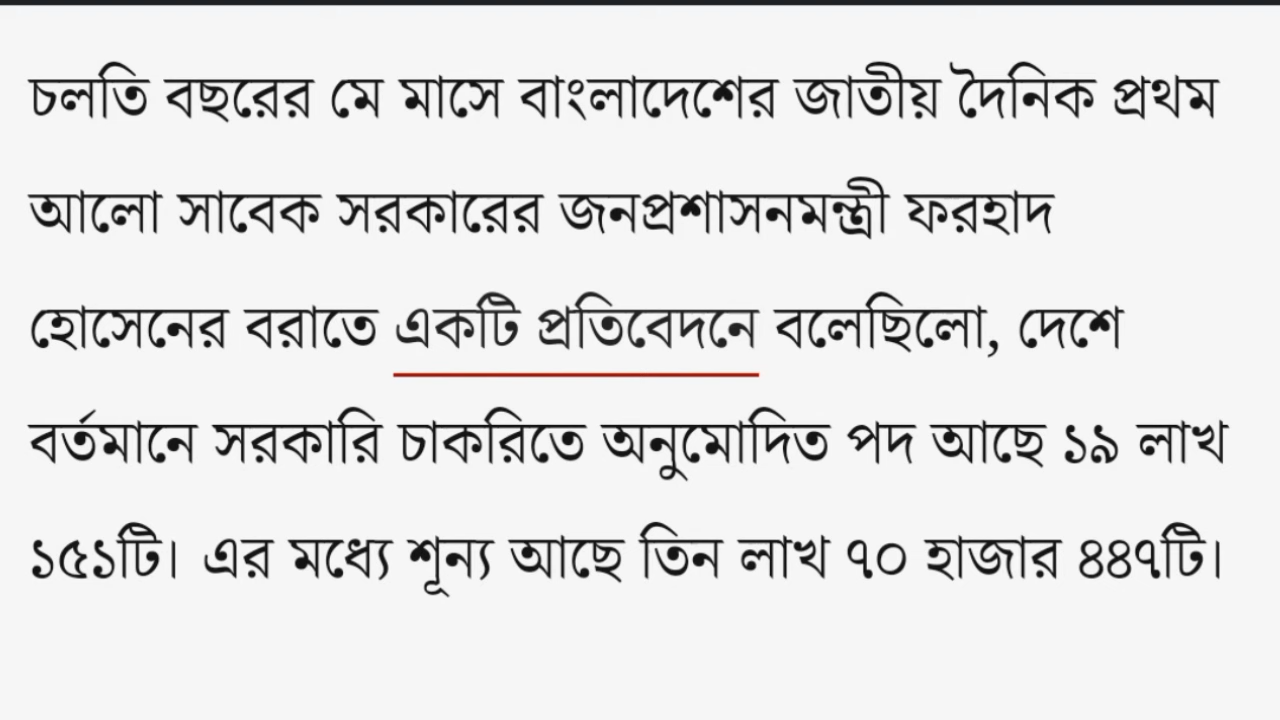 চলতি বছরের মে মাসে বাংলাদেশের জাতীয় দৈনিক প্রথম
আলো সাবেক সরকারের জনপ্রশাসনমন্ত্রী ফরহাদ
হোসেনের বরাতে একটি প্রতিবেদনে বলেছিলো, দেশে
বর্তমানে সরকারি চাকরিতে অনুমোদিত পদ আছে ১৯ লাখ
১৫১টি। এর মধ্যে শূন্য আছে তিন লাখ ৭০ হাজার ৪৪৭টি।